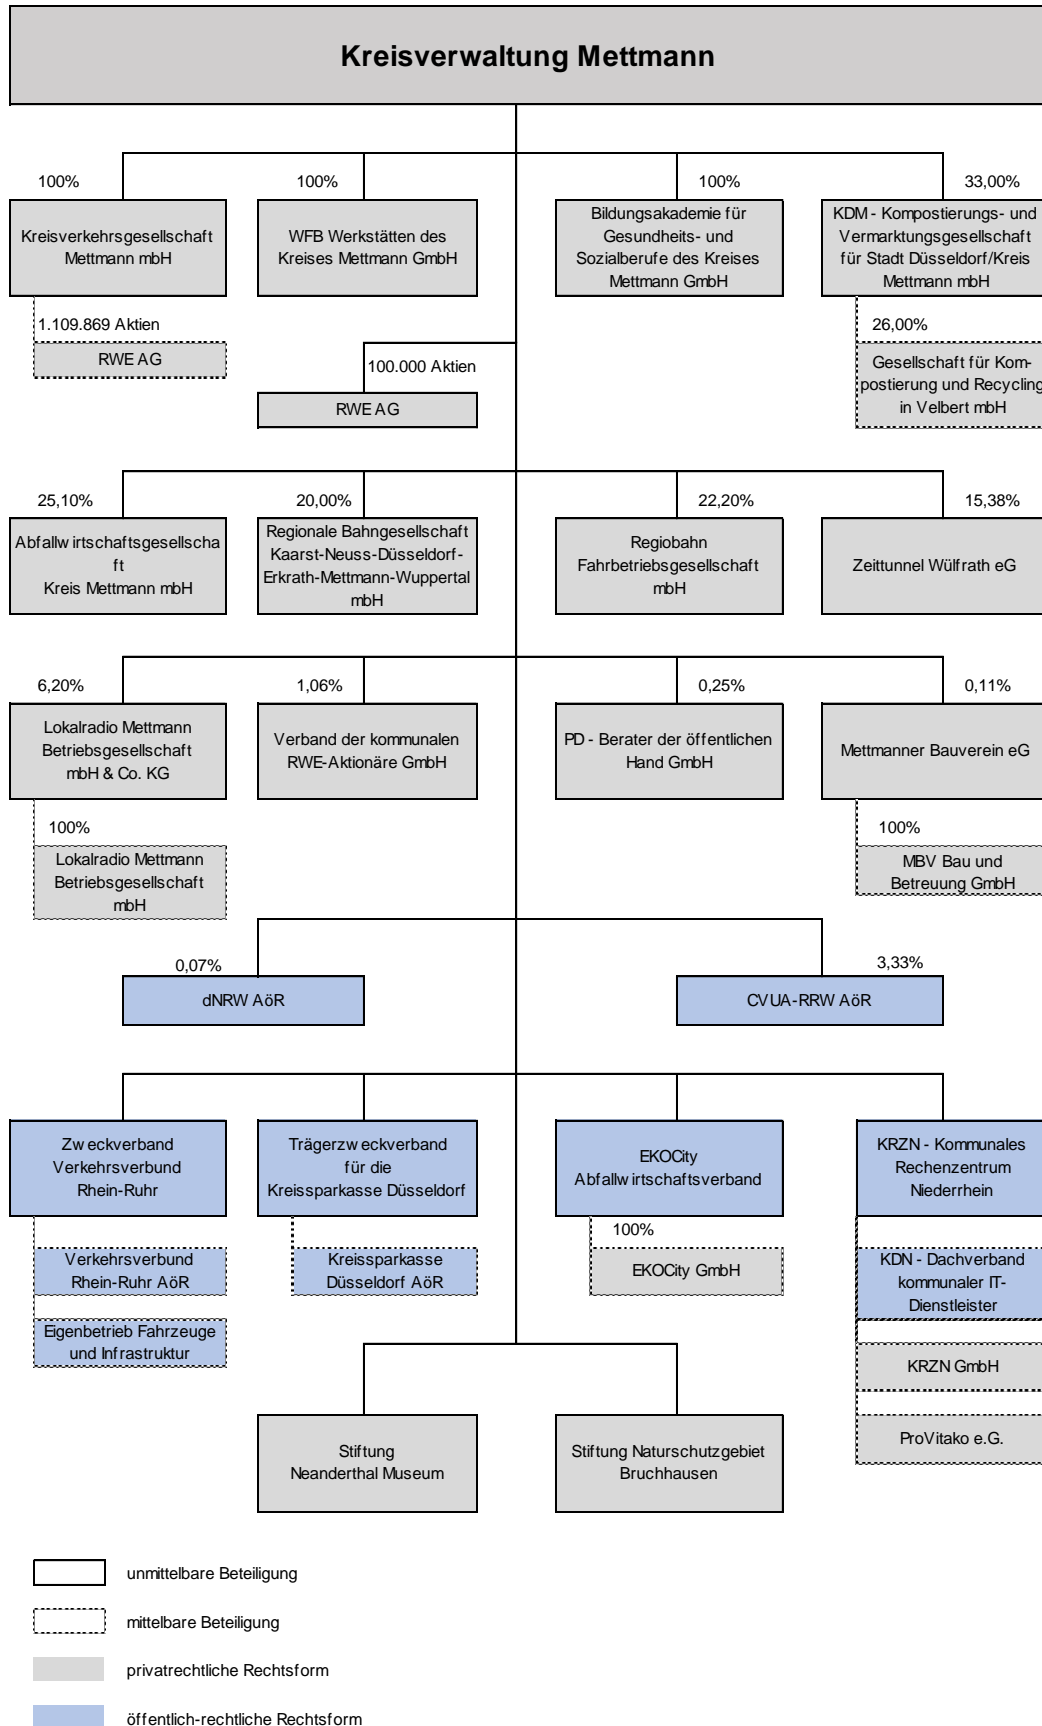 Kreisverwaltung Mettmann
100%
100%
100%
33,00%
Kreisverkehrsgesellschaft
Mettmann mbH
WFB Werkstätten des
Kreises Mettmann GmbH
Bildungsakademie für
Gesundheits- und
Sozialberufe des Kreises
Mettmann GmbH
KDM - Kompostierungs- und
Vermarktungsgesellschaft
für Stadt Düsseldorf/Kreis
Mettmann mbH
1.109.869 Aktien
RWE AG
100.000 Aktien
RWE AG
26,00%
Gesellschaft für Kom-
postierung und Recycling
in Velbert mbH
25,10%
20,00%
22,20%
15,38%
Abfallwirtschaftsgesellscha
ft
Kreis Mettmann mbH
Regionale Bahngesellschaft
Kaarst-Neuss-Düsseldorf-
Erkrath-Mettmann-Wuppertal
mbH
Regiobahn
Fahrbetriebsgesellschaft
mbH
Zeittunnel Wülfrath eG
6,20%
1,06%
0,25%
0,11%
Lokalradio Mettmann
Betriebsgesellschaft
mbH & Co. KG
Verband der kommunalen
RWE-Aktionäre GmbH
PD - Berater der öffentlichen
Hand GmbH
Mettmanner Bauverein eG
100%
Lokalradio Mettmann
Betriebsgesellschaft
mbH
100%
MBV Bau und
Betreuung GmbH
0,07%
3,33%
dNRW AöR
CVUA-RRW AöR
Zweckverband
Verkehrsverbund
Rhein-Ruhr
Trägerzweckverband
für die
Kreissparkasse Düsseldorf
EKOCity
Abfallwirtschaftsverband
KRZN - Kommunales
Rechenzentrum
Niederrhein
Verkehrsverbund
Rhein-Ruhr AöR
Kreissparkasse
Düsseldorf AöR
100%
EKOCity GmbH
KDN - Dachverband
kommunaler IT-
Dienstleister
Eigenbetrieb Fahrzeuge
und Infrastruktur
KRZN GmbH
ProVitako e.G.
Stiftung
Neanderthal Museum
Stiftung Naturschutzgebiet
Bruchhausen
unmittelbare Beteiligung
mittelbare Beteiligung
privatrechtliche Rechtsform
öffentlich-rechtliche Rechtsform